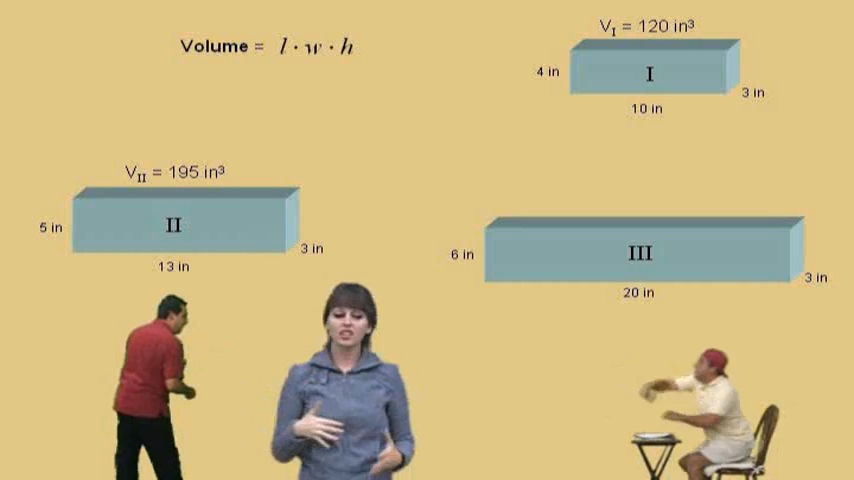 Volume = l · w · h
V_I = 120 in³
4 in
I
3 in
10 in
V_II = 195 in³
5 in
II
3 in
13 in
6 in
III
3 in
20 in